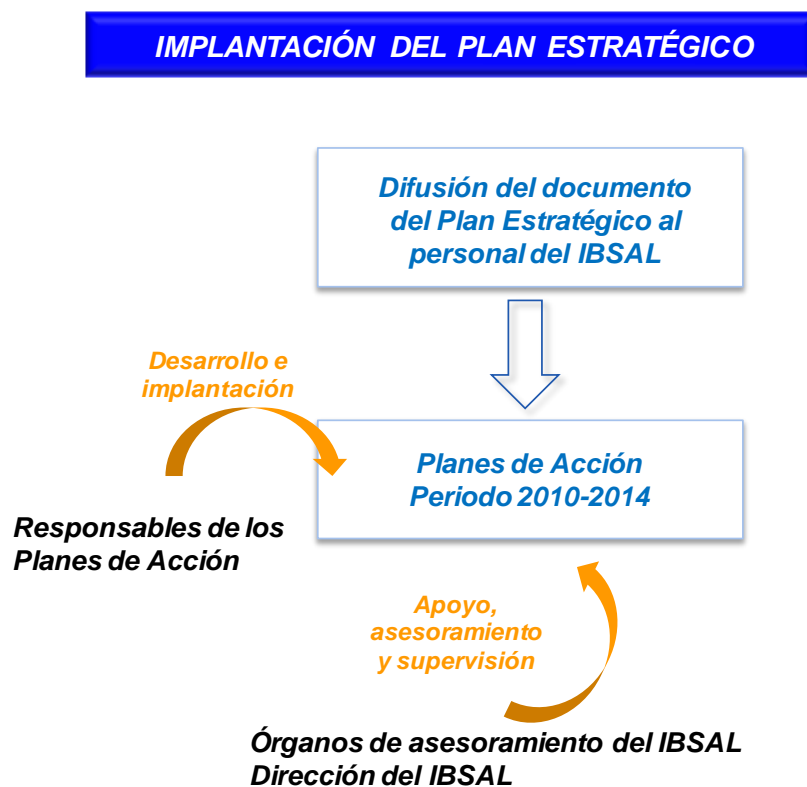 IMPLANTACIÓN DEL PLAN ESTRATÉGICO
Difusión del documento
del Plan Estratégico al
personal del IBSAL
Desarrollo e
implantación
Planes de Acción
Periodo 2010-2014
Responsables de los
Planes de Acción
Apoyo,
asesoramiento
y supervisión
Órganos de asesoramiento del IBSAL
Dirección del IBSAL